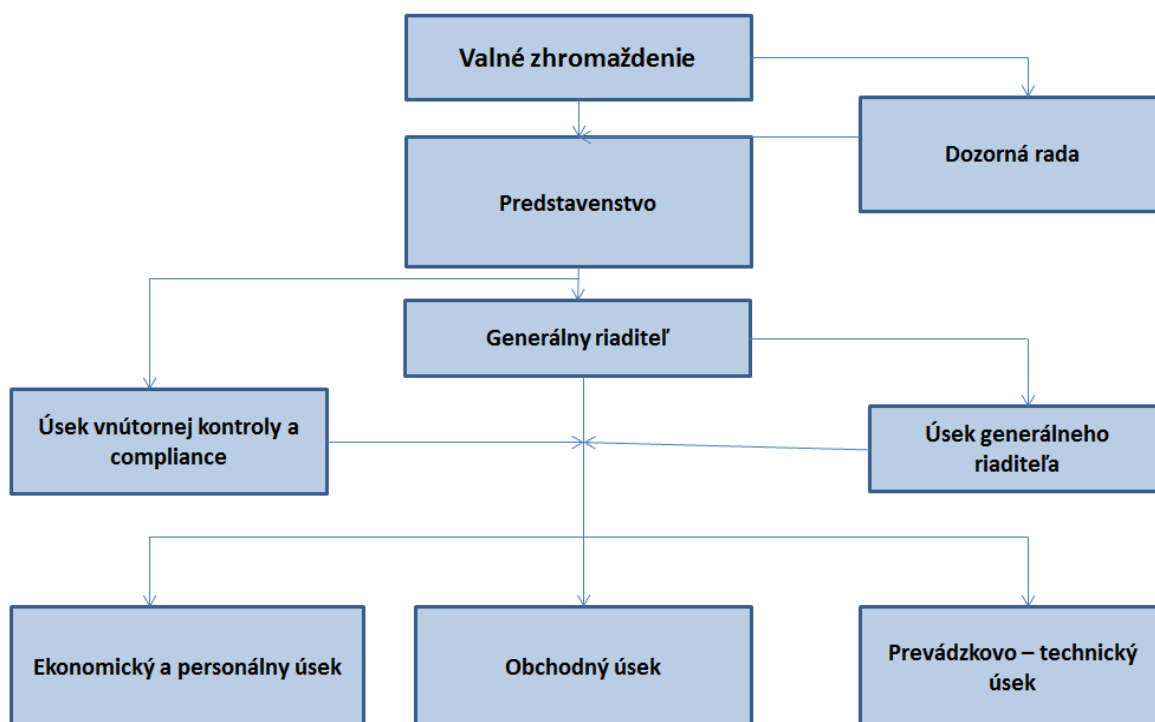 Valné zhromaždenie
Dozorná rada
Predstavenstvo
Generálny riaditeľ
Úsek vnútornej kontroly a
compliance
Úsek generálneho
riaditeľa
Ekonomický a personálny úsek
Obchodný úsek
Prevádzkovo – technický
úsek